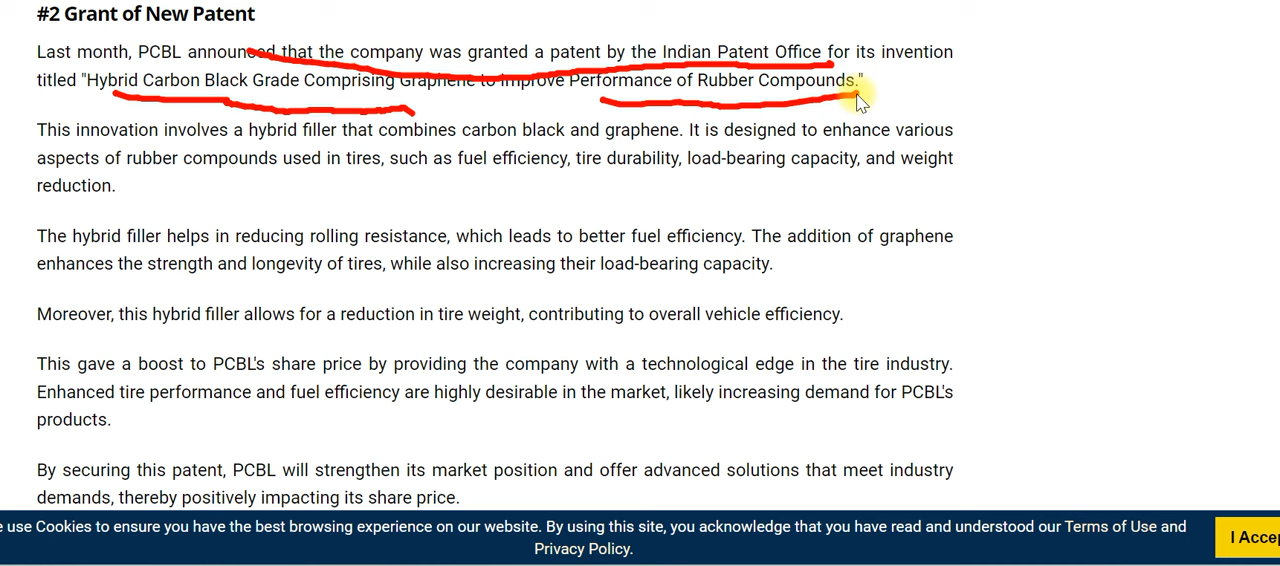 #2 Grant of New Patent
Last month, PCBL announced that the company was granted a patent by the Indian Patent Office for its invention
titled "Hybrid Carbon Black Grade Comprising Graphene to Improve Performance of Rubber Compounds."
This innovation involves a hybrid filler that combines carbon black and graphene. It is designed to enhance various
aspects of rubber compounds used in tires, such as fuel efficiency, tire durability, load-bearing capacity, and weight
reduction.
The hybrid filler helps in reducing rolling resistance, which leads to better fuel efficiency. The addition of graphene
enhances the strength and longevity of tires, while also increasing their load-bearing capacity.
Moreover, this hybrid filler allows for a reduction in tire weight, contributing to overall vehicle efficiency.
This gave a boost to PCBL's share price by providing the company with a technological edge in the tire industry.
Enhanced tire performance and fuel efficiency are highly desirable in the market, likely increasing demand for PCBL's
products.
By securing this patent, PCBL will strengthen its market position and offer advanced solutions that meet industry
demands, thereby positively impacting its share price.
e use Cookies to ensure you have the best browsing experience on our website. By using this site, you acknowledge that you have read and understood our Terms of Use and
Privacy Policy.
I Accep